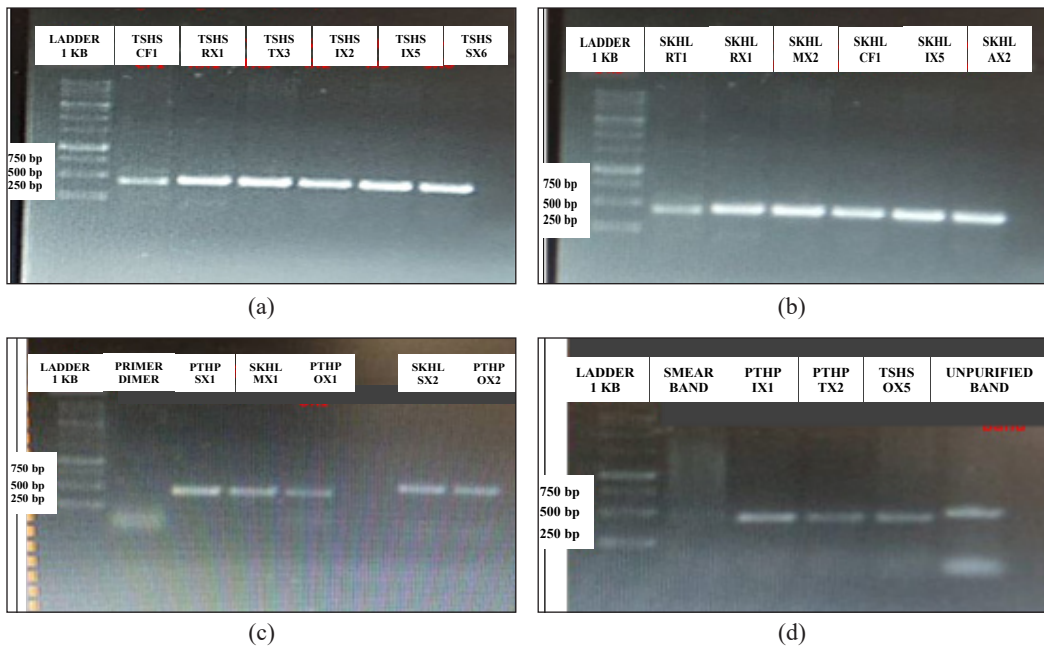 LADDER TSHS TSHS TSHS TSHS TSHS TSHS
1 KB CF1 RX1 TX3 IX2 IX5 SX6
750 bp
500 bp
250 bp
(a)
LADDER SKHL SKHL SKHL SKHL SKHL SKHL
1 KB RT1 RX1 MX2 CF1 IX5 AX2
750 bp
500 bp
250 bp
(b)
LADDER PRIMER PTHP SKHL PTHP SKHL PTHP
1 KB DIMER SX1 MX1 OX1 SX2 OX2
750 bp
500 bp
250 bp
(c)
LADDER SMEAR PTHP PTHP TSHS UNPURIFIED
1 KB BAND IX1 TX2 OX5 BAND
750 bp
500 bp
250 bp
(d)